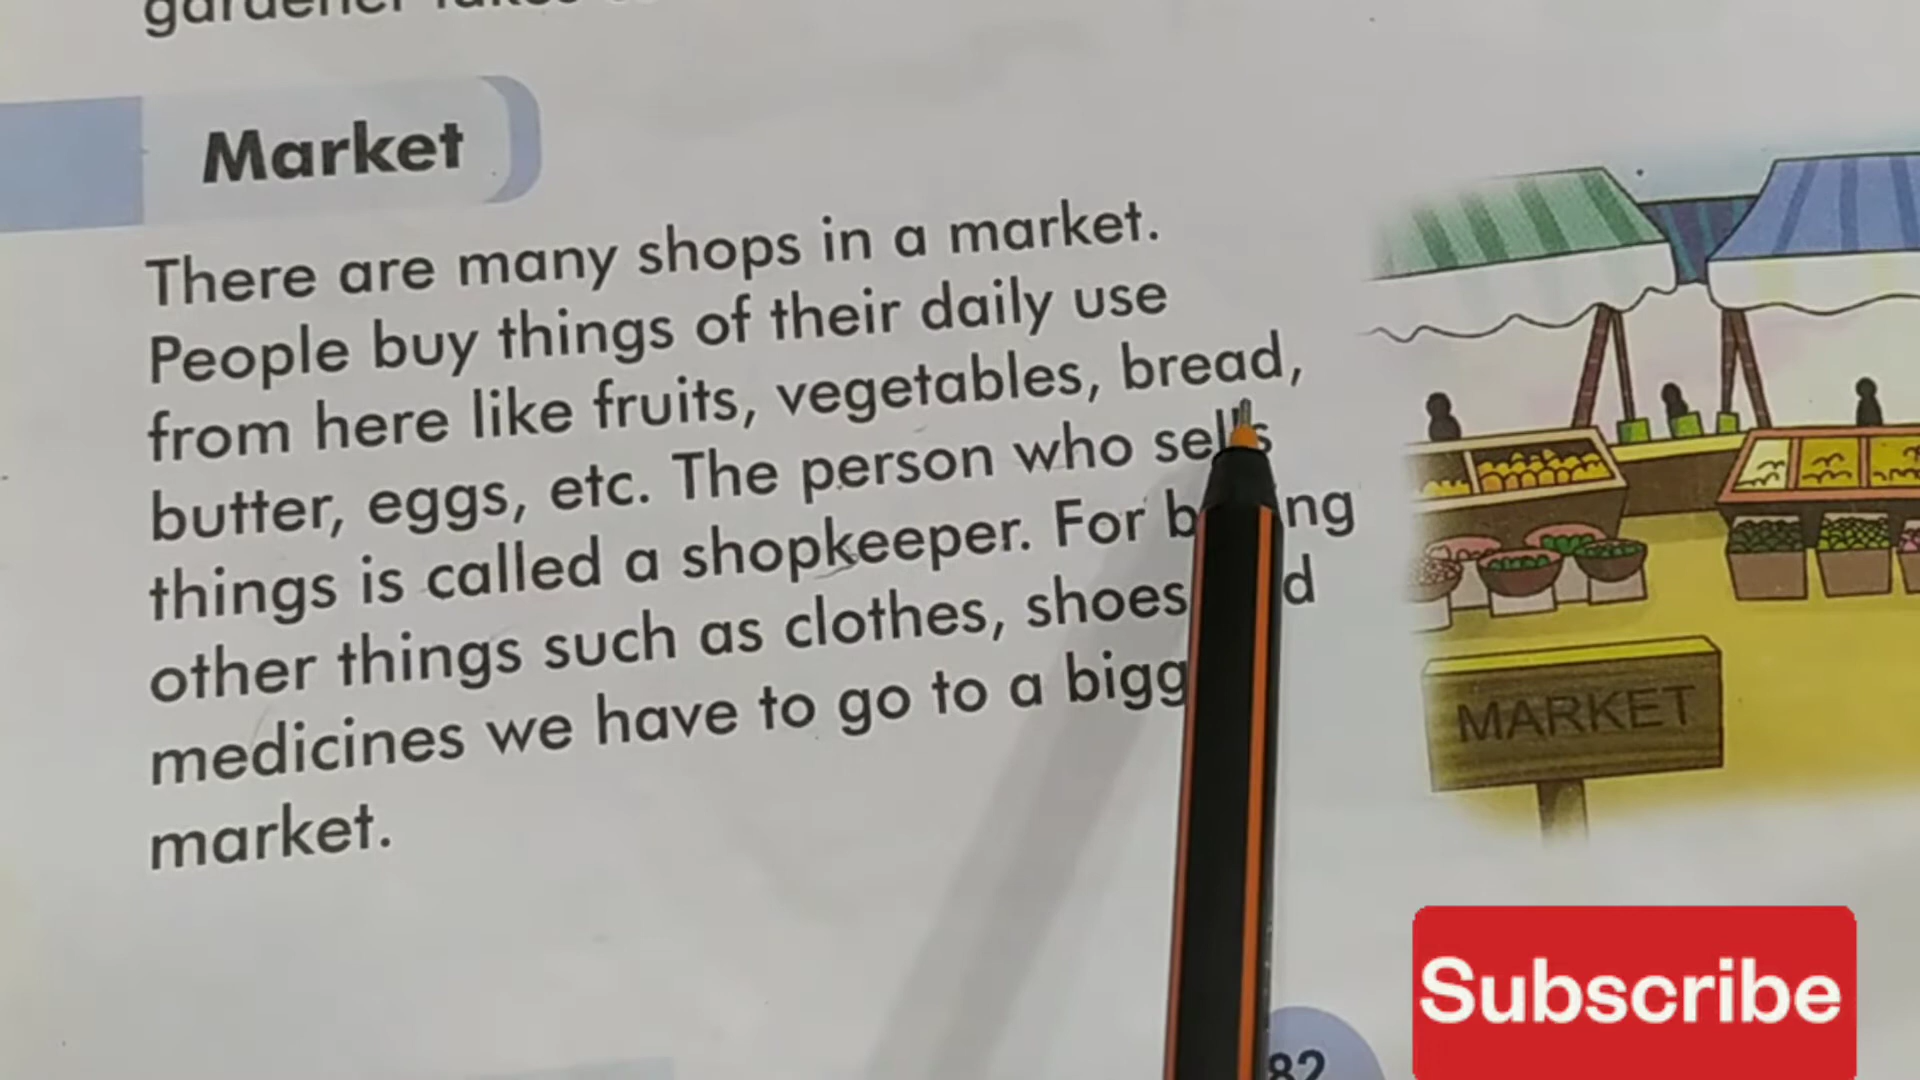 Market
There are many shops in a market.
People buy things of their daily use
from here like fruits, vegetables, bread,
butter, eggs, etc. The person who sells
things is called a shopkeeper. For b ing
other things such as clothes, shoes d
medicines we have to go to a bigg
market.
MARKET
Subscribe
82